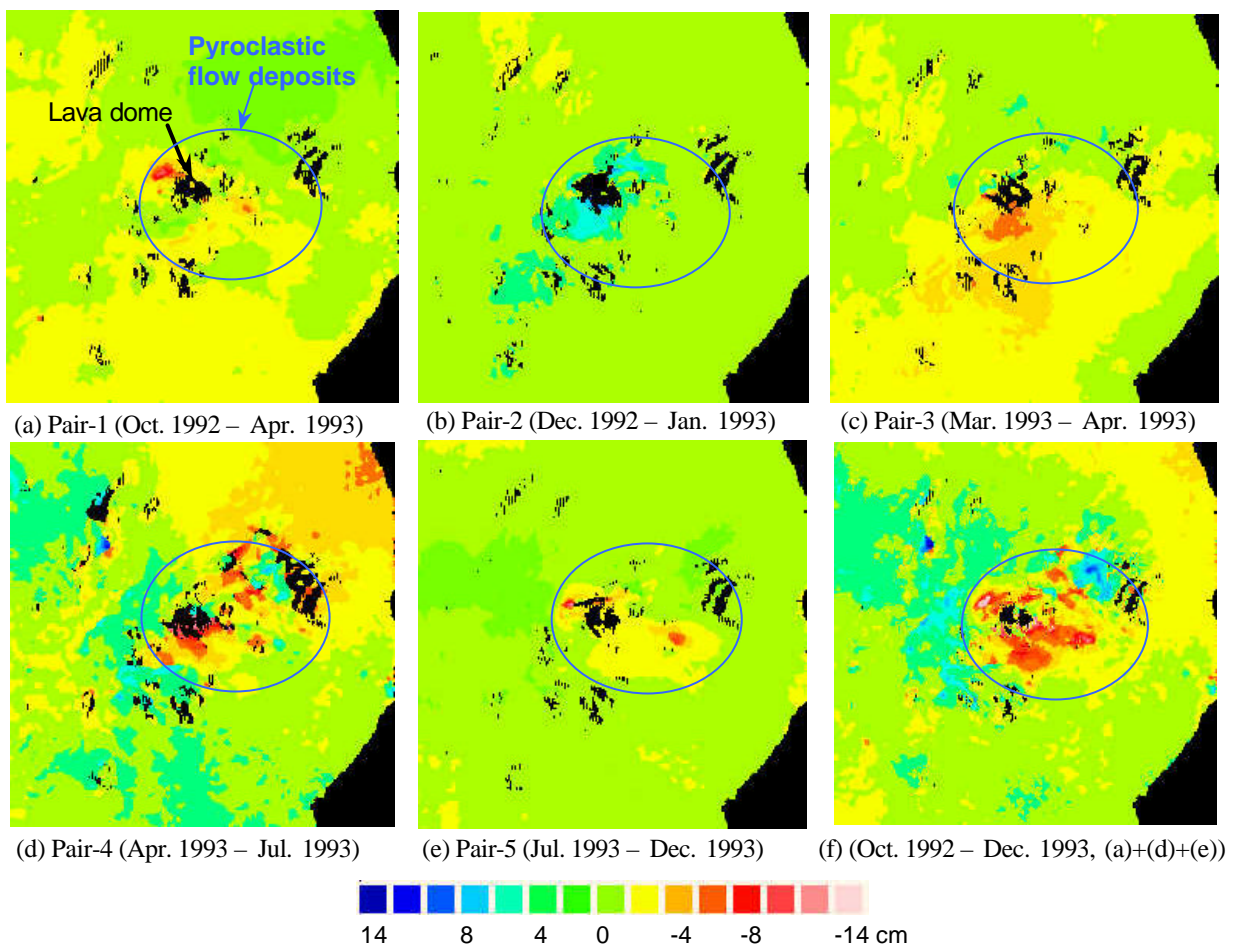 Pyroclastic
flow deposits
Lava dome
(a) Pair-1 (Oct. 1992 – Apr. 1993)
(b) Pair-2 (Dec. 1992 – Jan. 1993)
(c) Pair-3 (Mar. 1993 – Apr. 1993)
(d) Pair-4 (Apr. 1993 – Jul. 1993)
(e) Pair-5 (Jul. 1993 – Dec. 1993)
(f) (Oct. 1992 – Dec. 1993, (a)+(d)+(e))
14 8 4 0 -4 -8 -14 cm